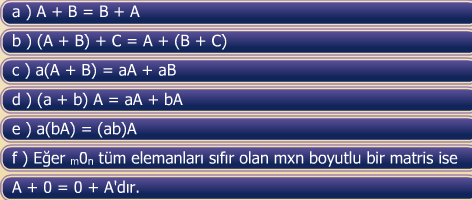 a ) A + B = B + A
b ) (A + B) + C = A + (B + C)
c ) a(A + B) = aA + aB
d ) (a + b) A = aA + bA
e ) a(bA) = (ab)A
f ) Eğer m0n tüm elemanları sıfır olan mxn boyutlu bir matris ise
A + 0 = 0 + A'dır.